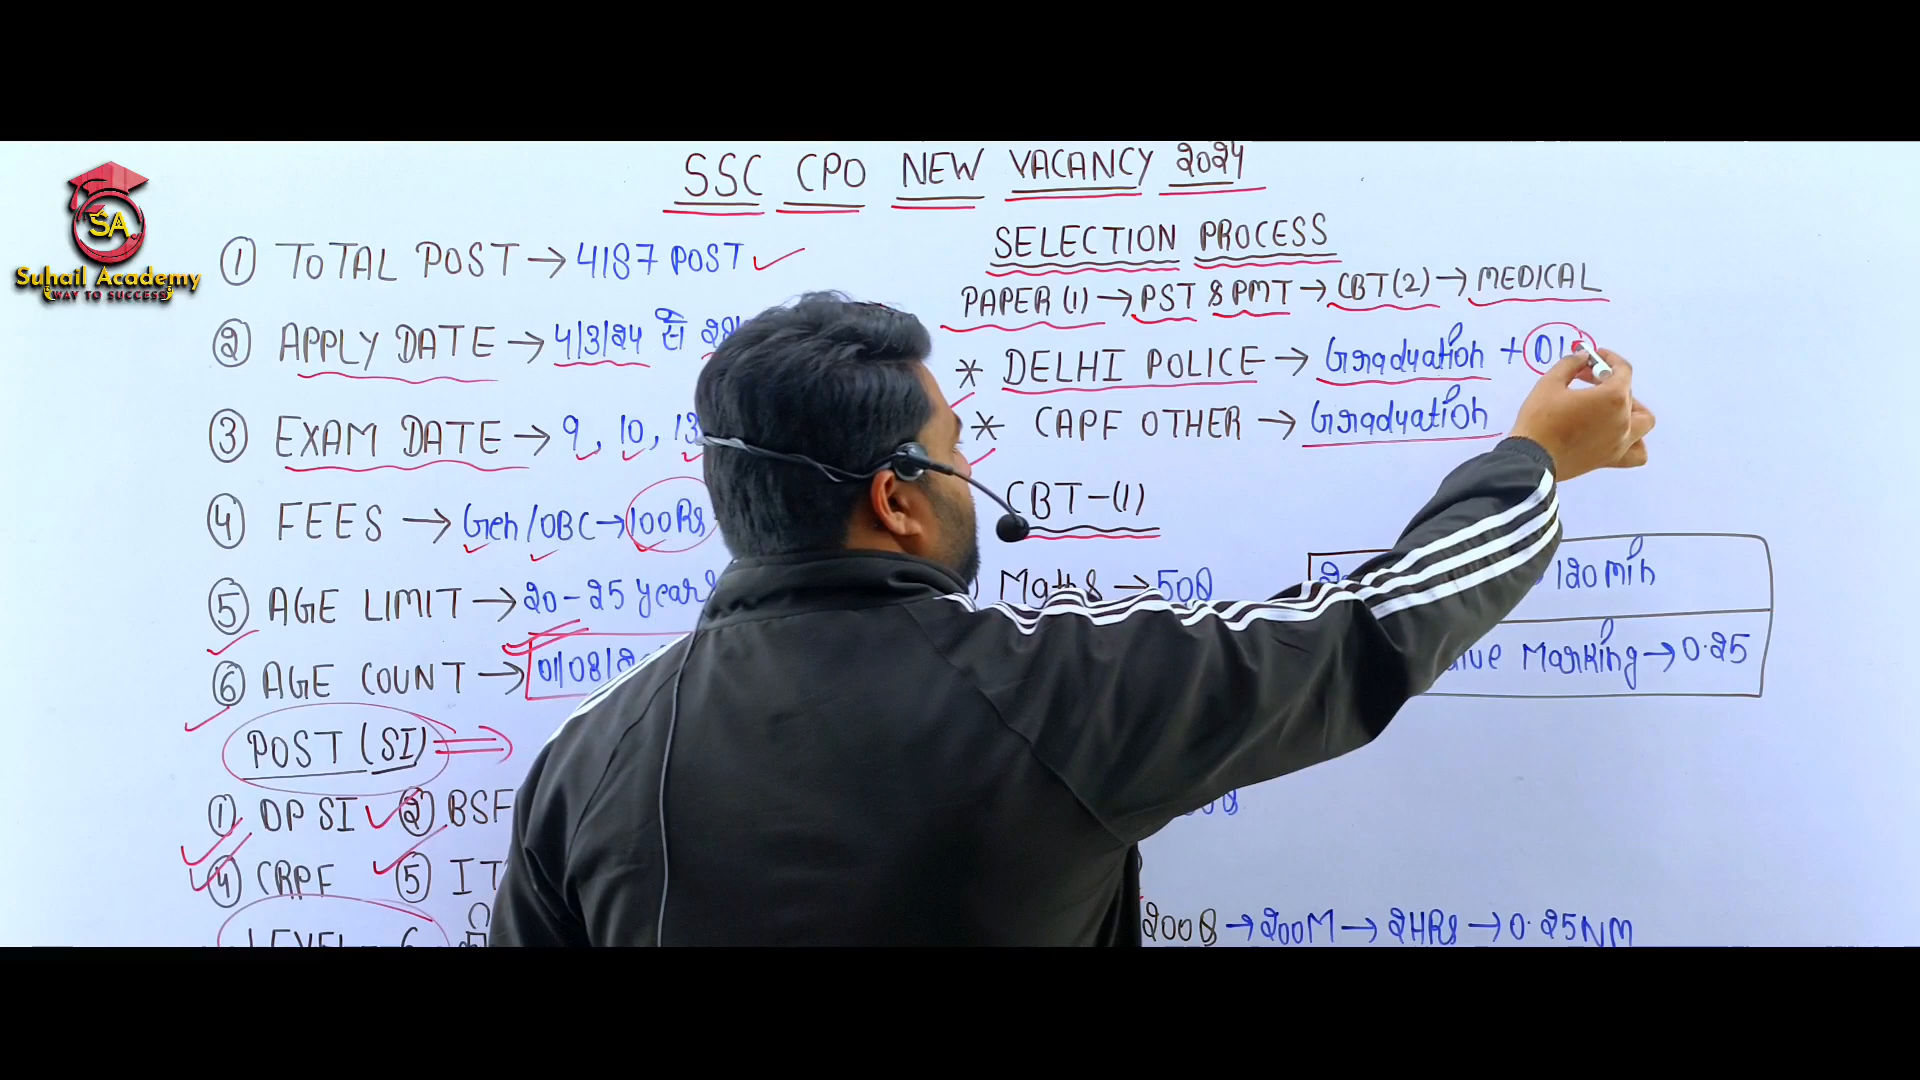 SSC CPO NEW VACANCY 2024
SA
Suhail Academy
WAY TO SUCCESS
① TOTAL POST → 4187 POST
② APPLY DATE → 4/3/24 से
③ EXAM DATE → 9, 10, 13
④ FEES → Gen/OBC → 100Rs
⑤ AGE LIMIT → 20-25 years
⑥ AGE COUNT → 01/08/
POST (SI)
① DP SI ② BSF
④ CRPF ⑤
LEVEL - 6
SELECTION PROCESS
PAPER (1) → PST & PMT → CBT (2) → MEDICAL
* DELHI POLICE → Graduation +
* CAPF OTHER → Graduation
CBT-(1)
Maths → 50Q
120 min
Marking → 0.25
200Q → 200M → 2HRs → 0.25NM